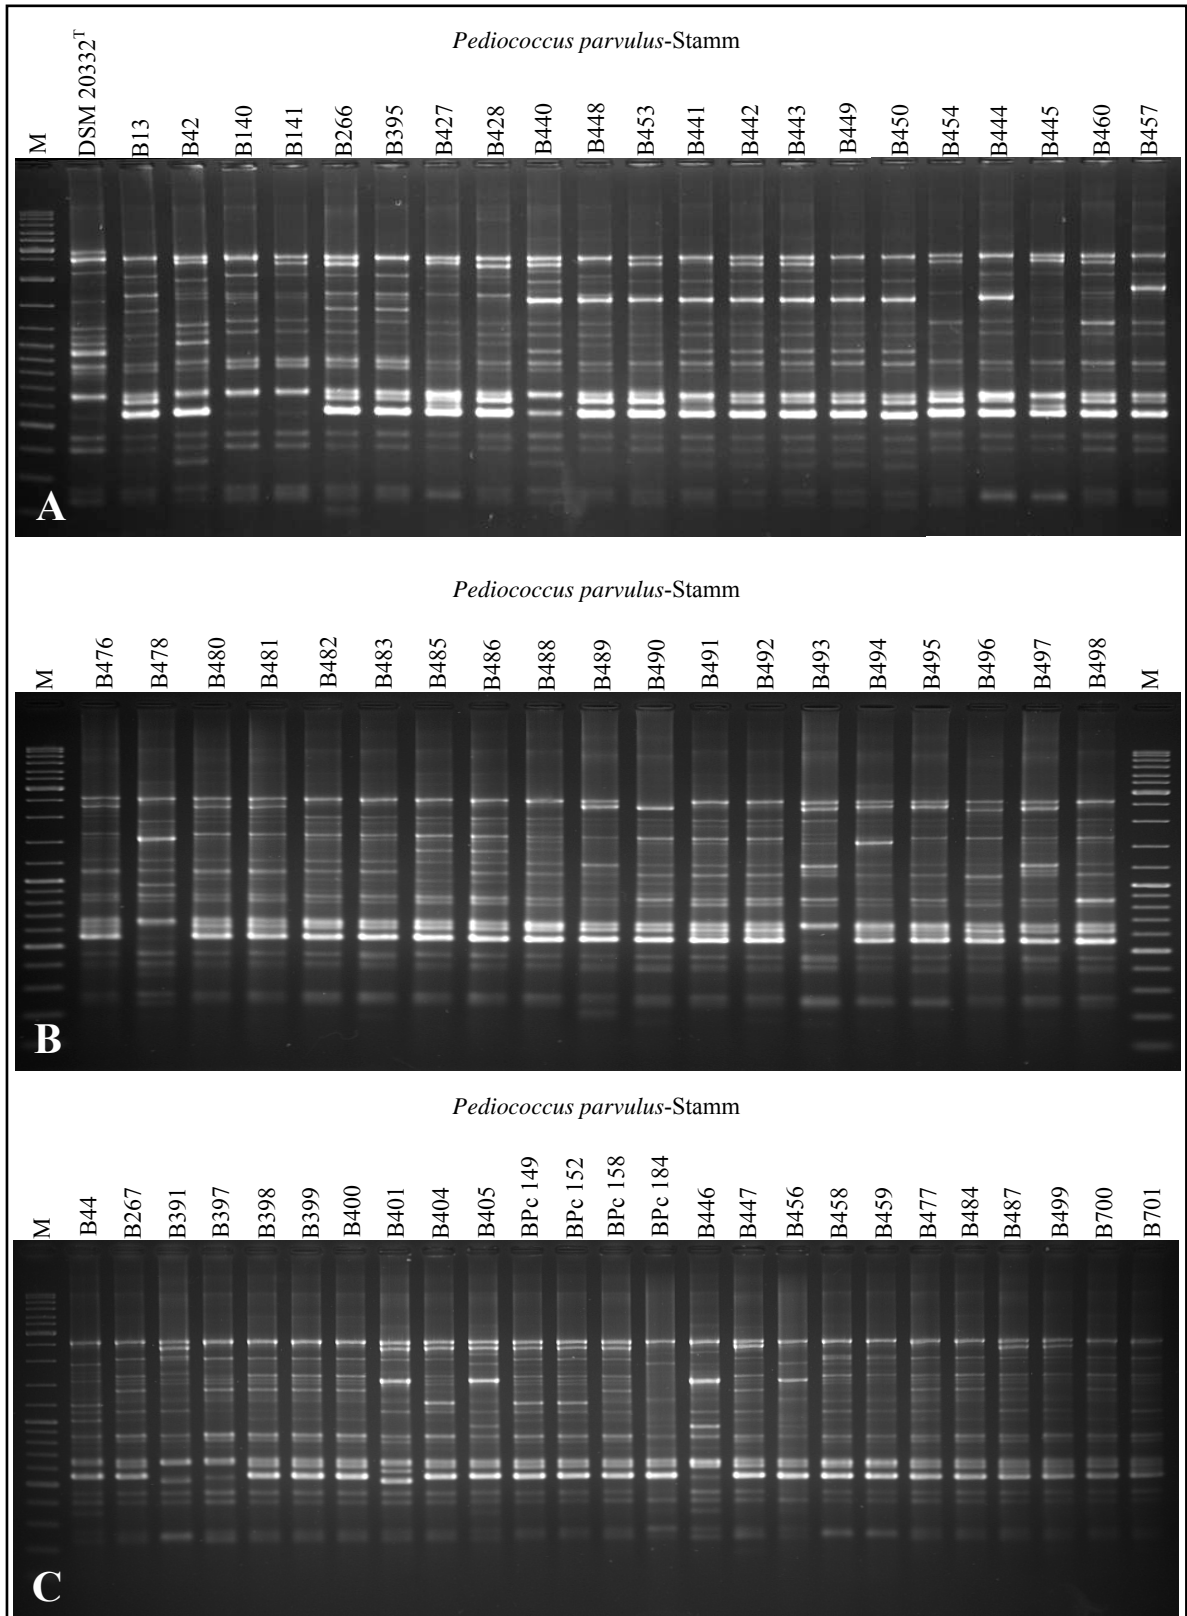 Pediococcus parvulus-Stamm
M
DSM 20332T
B13
B42
B140
B141
B266
B395
B427
B428
B440
B448
B453
B441
B442
B443
B449
B450
B454
B444
B445
B460
B457
A
Pediococcus parvulus-Stamm
M
B476
B478
B480
B481
B482
B483
B485
B486
B488
B489
B490
B491
B492
B493
B494
B495
B496
B497
B498
M
B
Pediococcus parvulus-Stamm
M
B44
B267
B391
B397
B398
B399
B400
B401
B404
B405
BPc 149
BPc 152
BPc 158
BPc 184
B446
B447
B456
B458
B459
B477
B484
B487
B499
B700
B701
C